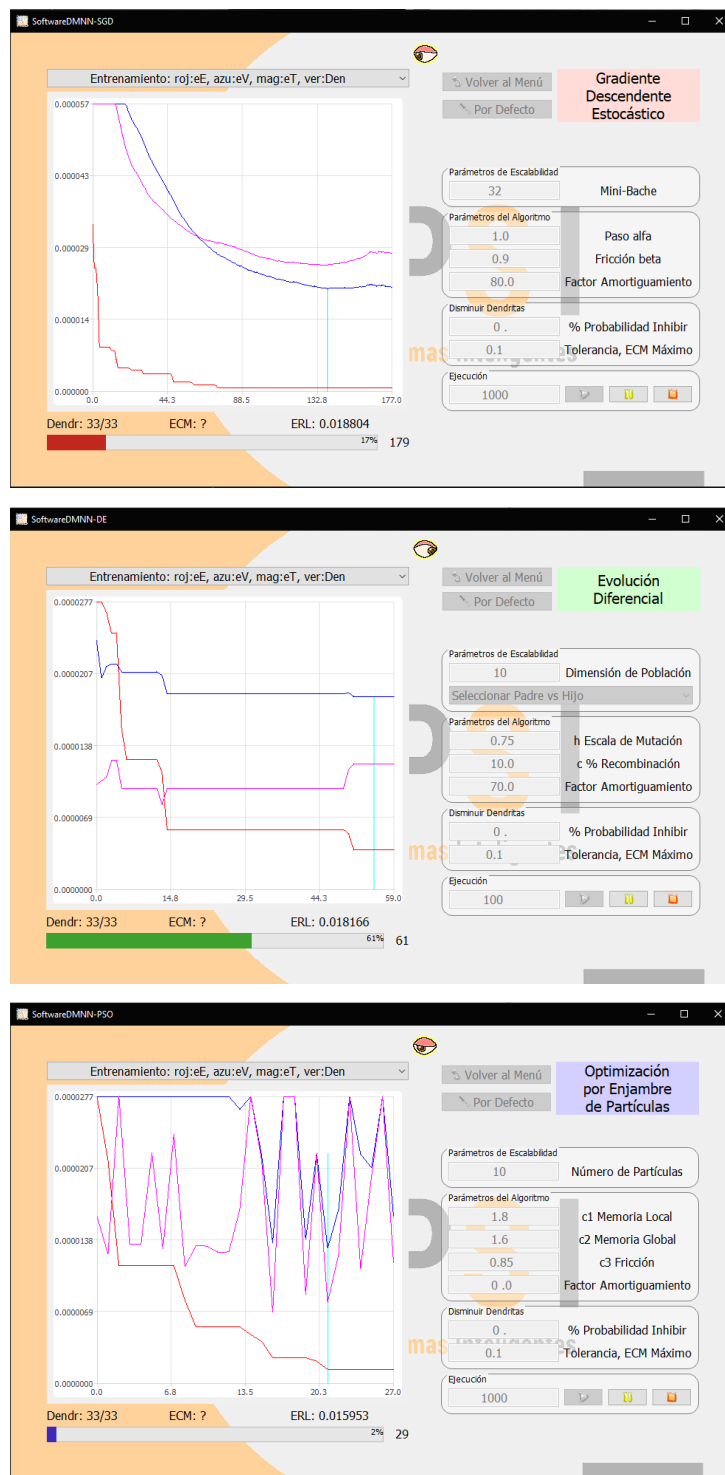 SoftwareDMNN-SGD
Entrenamiento: roj:eE, azu:eV, mag:eT, ver:Den
Volver al Menú
Por Defecto
Gradiente
Descendente
Estocástico
0.000057
0.000043
0.000029
0.000014
0.000000
0.0 44.3 88.5 132.8 177.0
Parámetros de Escalabilidad
32 Mini-Bache
Parámetros del Algoritmo
1.0 Paso alfa
0.9 Fricción beta
80.0 Factor Amortiguamiento
Disminuir Dendritas
0 . % Probabilidad Inhibir
0.1 Tolerancia, ECM Máximo
Ejecución
1000
Dendr: 33/33 ECM: ? ERL: 0.018804
17% 179
SoftwareDMNN-DE
Entrenamiento: roj:eE, azu:eV, mag:eT, ver:Den
Volver al Menú
Por Defecto
Evolución
Diferencial
0.0000277
0.0000207
0.0000138
0.0000069
0.0000000
0.0 14.8 29.5 44.3 59.0
Parámetros de Escalabilidad
10 Dimensión de Población
Seleccionar Padre vs Hijo
Parámetros del Algoritmo
0.75 h Escala de Mutación
10.0 c % Recombinación
70.0 Factor Amortiguamiento
Disminuir Dendritas
0 . % Probabilidad Inhibir
0.1 Tolerancia, ECM Máximo
Ejecución
100
Dendr: 33/33 ECM: ? ERL: 0.018166
61% 61
SoftwareDMNN-PSO
Entrenamiento: roj:eE, azu:eV, mag:eT, ver:Den
Volver al Menú
Por Defecto
Optimización
por Enjambre
de Partículas
0.0000277
0.0000207
0.0000138
0.0000069
0.0000000
0.0 6.8 13.5 20.3 27.0
Parámetros de Escalabilidad
10 Número de Partículas
Parámetros del Algoritmo
1.8 c1 Memoria Local
1.6 c2 Memoria Global
0.85 c3 Fricción
0 .0 Factor Amortiguamiento
Disminuir Dendritas
0 . % Probabilidad Inhibir
0.1 Tolerancia, ECM Máximo
Ejecución
1000
Dendr: 33/33 ECM: ? ERL: 0.015953
2% 29